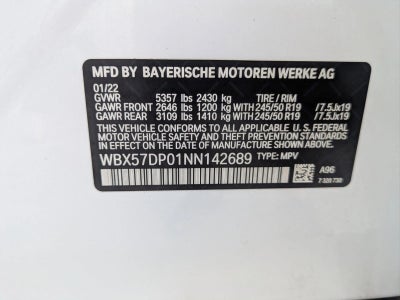 MFD BY BAYERISCHE MOTOREN WERKE AG
01/22
GVWR 5357 lbs 2430 kg TIRE / RIM
GAWR FRONT 2646 lbs 1200 kg WITH 245/50 R19 /7.5Jx19
GAWR REAR 3109 lbs 1410 kg WITH 245/50 R19 /7.5Jx19
THIS VEHICLE CONFORMS TO ALL APPLICABLE U.S. FEDERAL
MOTOR VEHICLE SAFETY AND THEFT PREVENTION STANDARDS
IN EFFECT ON THE DATE OF MANUFACTURE SHOWN ABOVE.
WBX57DP01NN142689 TYPE: MPV
A96
7 320 730